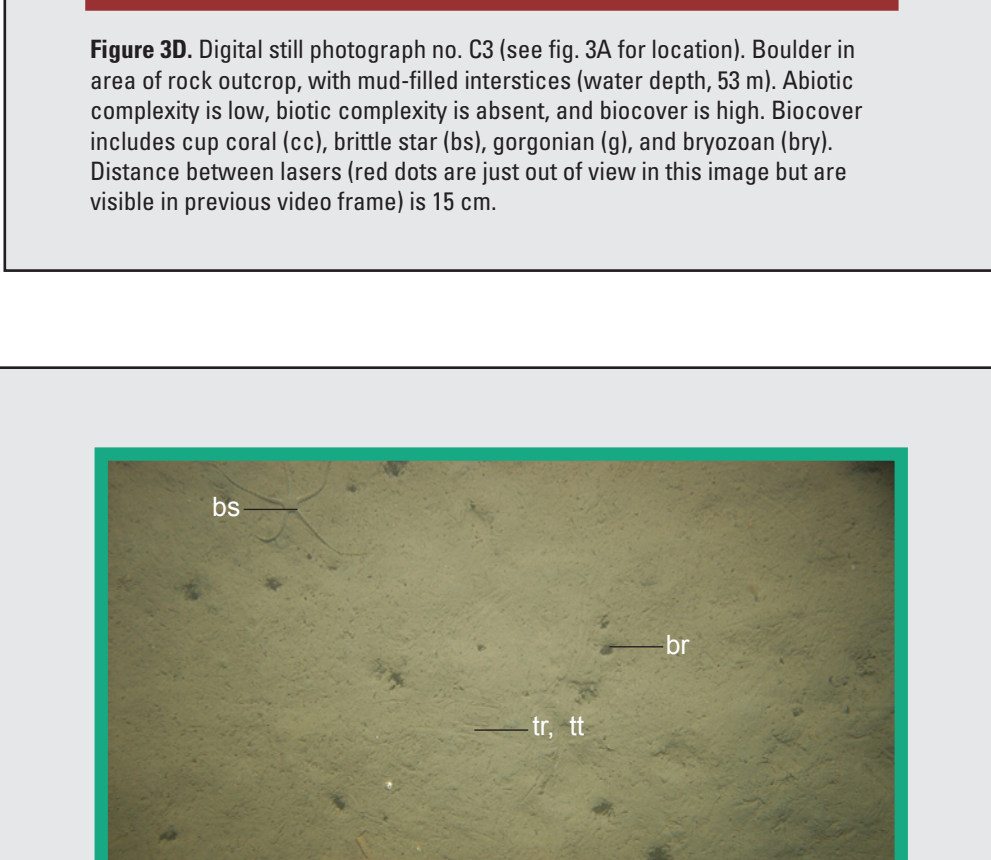 Figure 3D. Digital still photograph no. C3 (see fig. 3A for location). Boulder in
area of rock outcrop, with mud-filled interstices (water depth, 53 m). Abiotic
complexity is low, biotic complexity is absent, and biocover is high. Biocover
includes cup coral (cc), brittle star (bs), gorgonian (g), and bryozoan (bry).
Distance between lasers (red dots are just out of view in this image but are
visible in previous video frame) is 15 cm.
bs
br
tr, tt